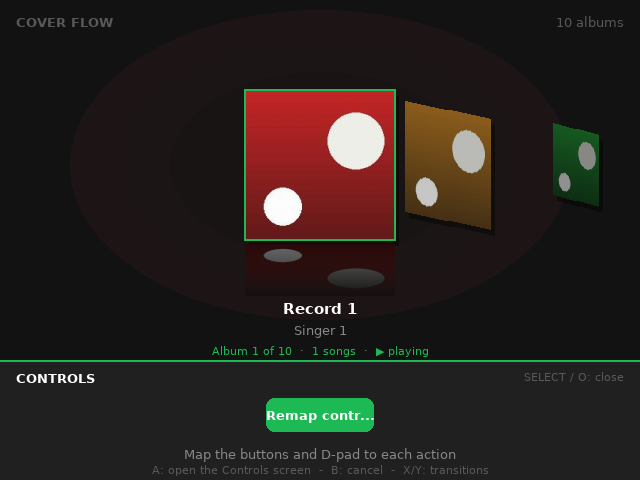 COVER FLOW
10 albums
Record 1
Singer 1
Album 1 of 10 · 1 songs · ▶ playing
CONTROLS
SELECT / O: close
Remap contr...
Map the buttons and D-pad to each action
A: open the Controls screen - B: cancel - X/Y: transitions